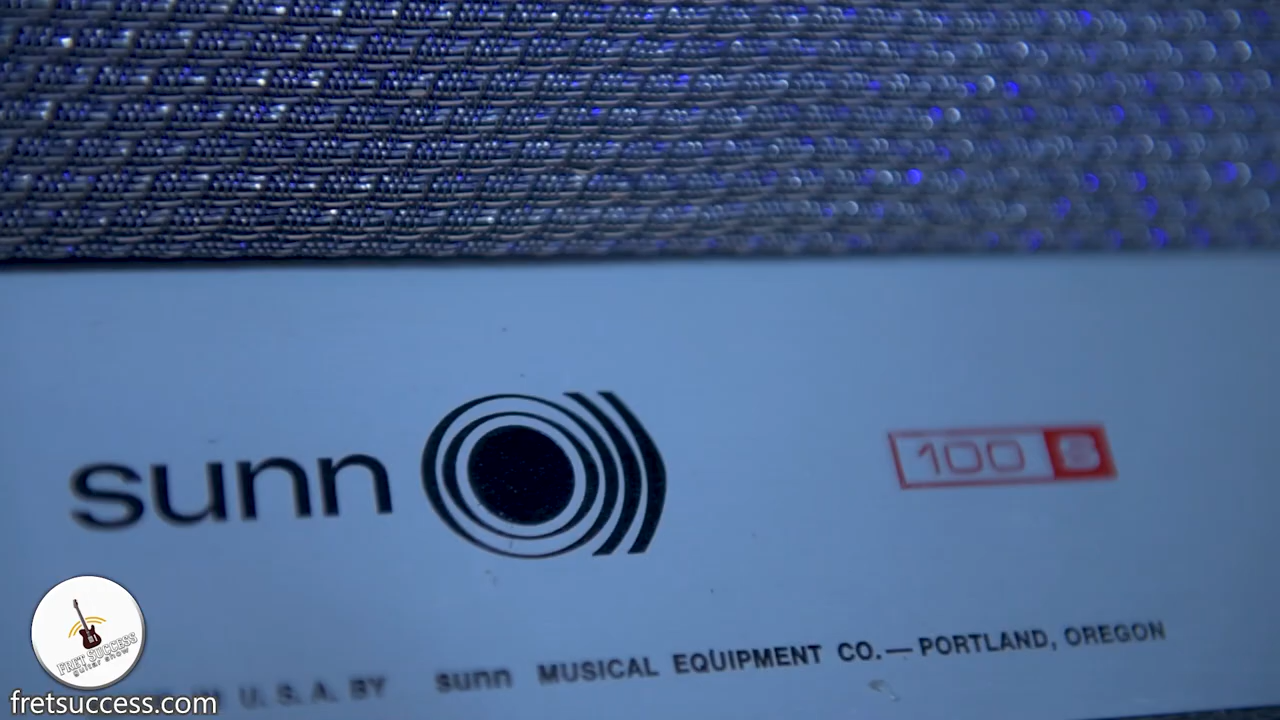 sunn
100 S
U. S. A. BY sunn MUSICAL EQUIPMENT CO.— PORTLAND, OREGON
FRET SUCCESS
guitar show
fretsuccess.com